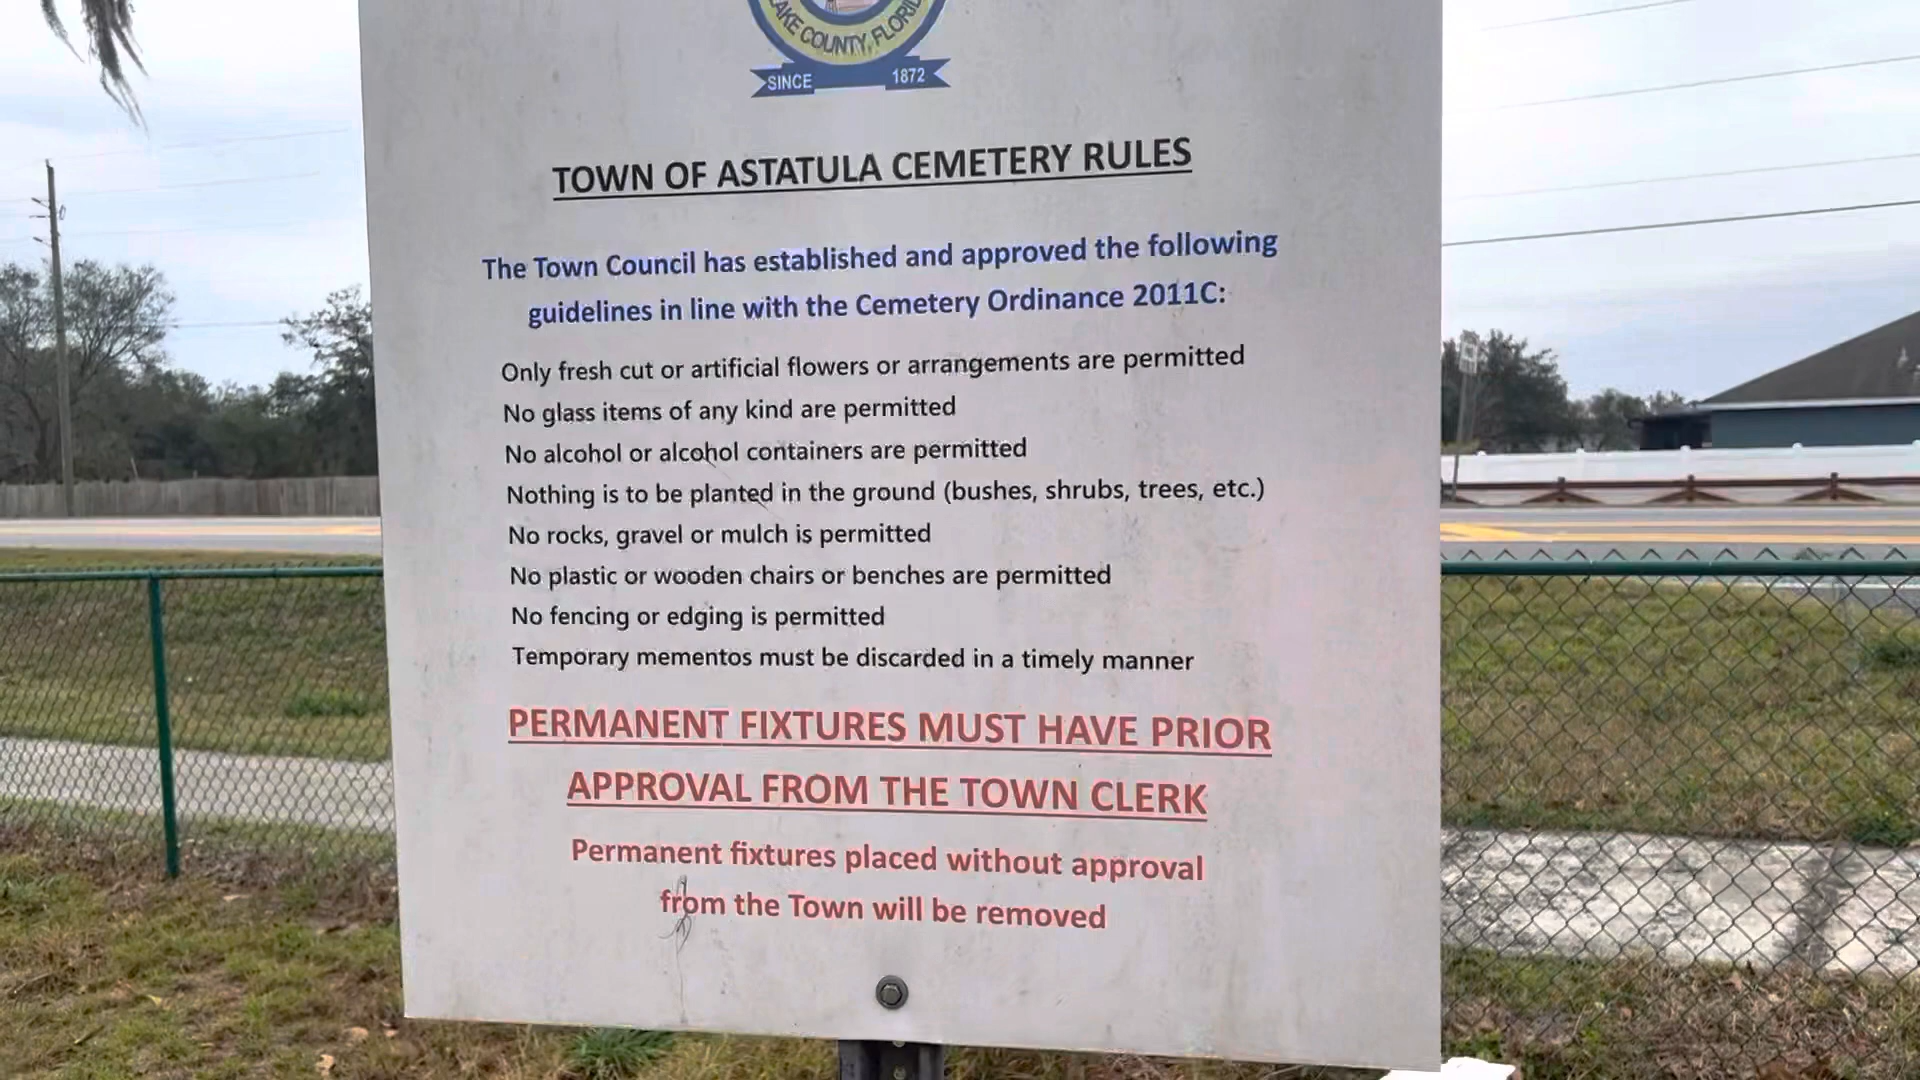 LAKE COUNTY, FLORIDA
SINCE 1872
TOWN OF ASTATULA CEMETERY RULES
The Town Council has established and approved the following
guidelines in line with the Cemetery Ordinance 2011C:
Only fresh cut or artificial flowers or arrangements are permitted
No glass items of any kind are permitted
No alcohol or alcohol containers are permitted
Nothing is to be planted in the ground (bushes, shrubs, trees, etc.)
No rocks, gravel or mulch is permitted
No plastic or wooden chairs or benches are permitted
No fencing or edging is permitted
Temporary mementos must be discarded in a timely manner
PERMANENT FIXTURES MUST HAVE PRIOR
APPROVAL FROM THE TOWN CLERK
Permanent fixtures placed without approval
from the Town will be removed